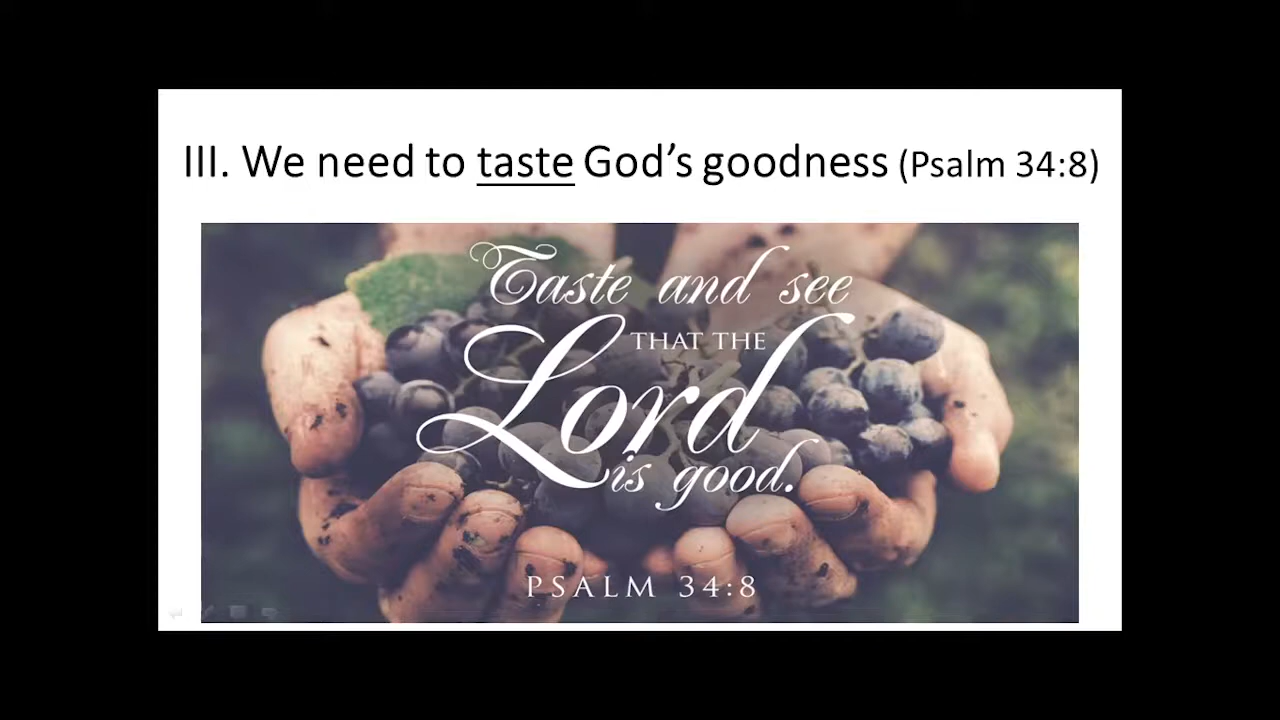 III. We need to taste God’s goodness (Psalm 34:8)
Taste and see
THAT THE
Lord
is good.
PSALM 34:8